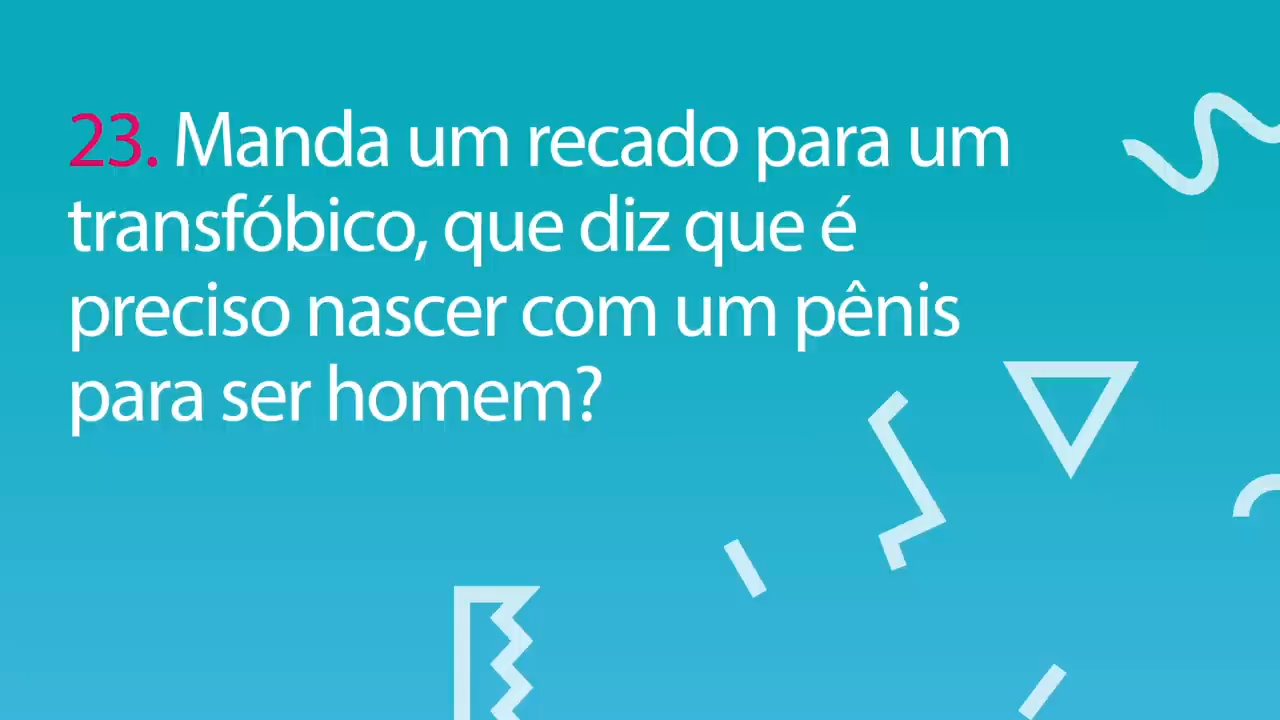 23. Manda um recado para um
transfóbico, que diz que é
preciso nascer com um pênis
para ser homem?